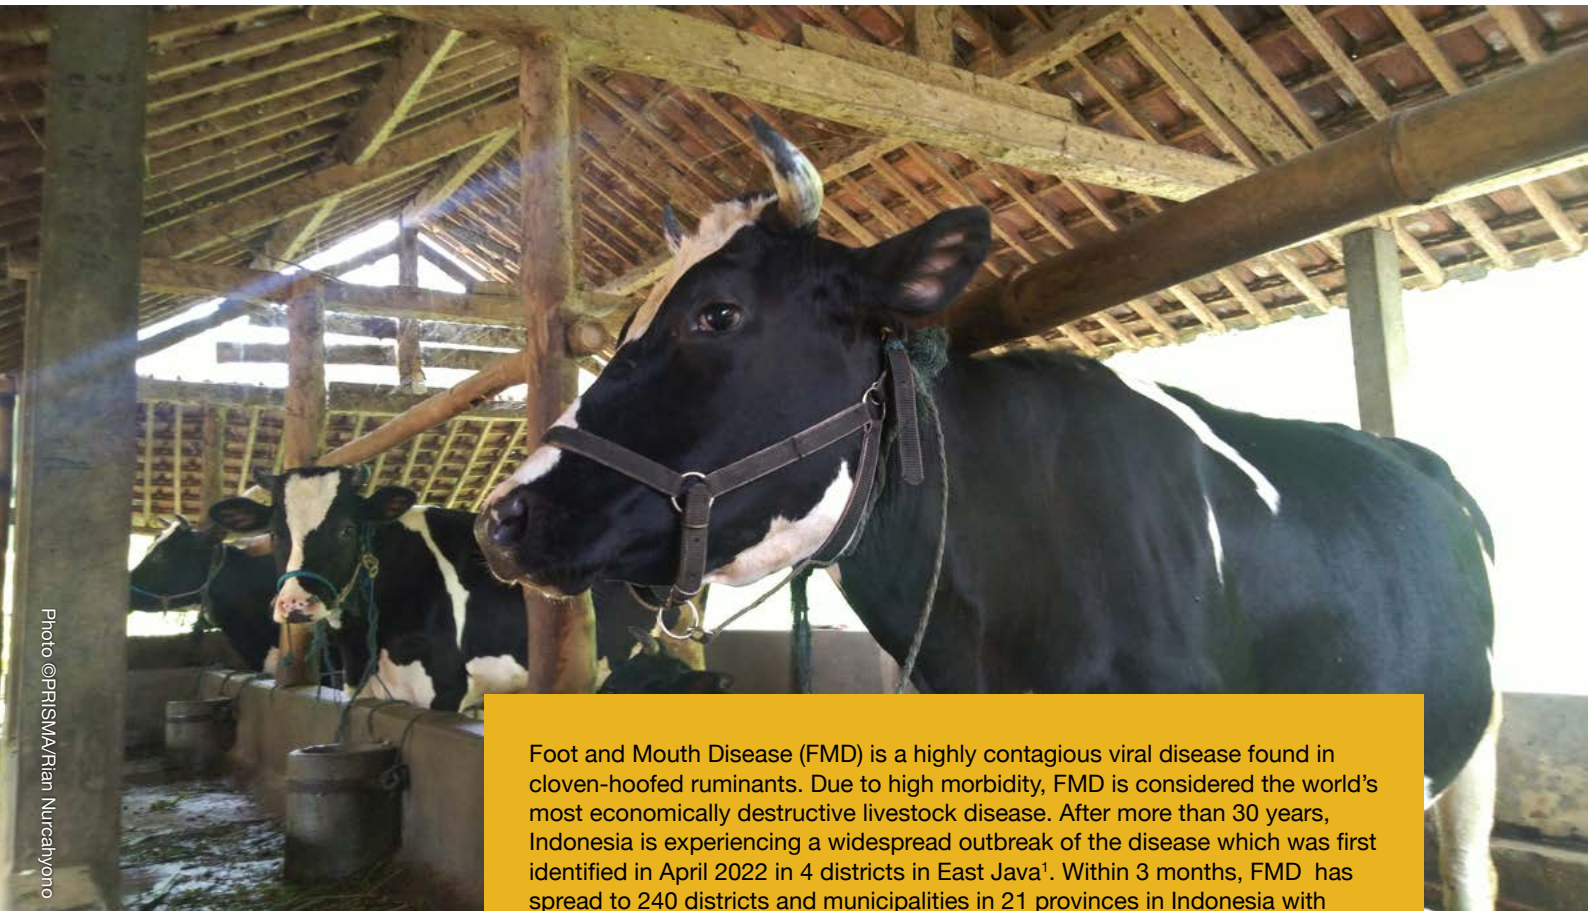 Photo ©PRISMA/Rian Nurcahyono
Foot and Mouth Disease (FMD) is a highly contagious viral disease found in
cloven-hoofed ruminants. Due to high morbidity, FMD is considered the world’s
most economically destructive livestock disease. After more than 30 years,
Indonesia is experiencing a widespread outbreak of the disease which was first
identified in April 2022 in 4 districts in East Java¹. Within 3 months, FMD  has
spread to 240 districts and municipalities in 21 provinces in Indonesia with